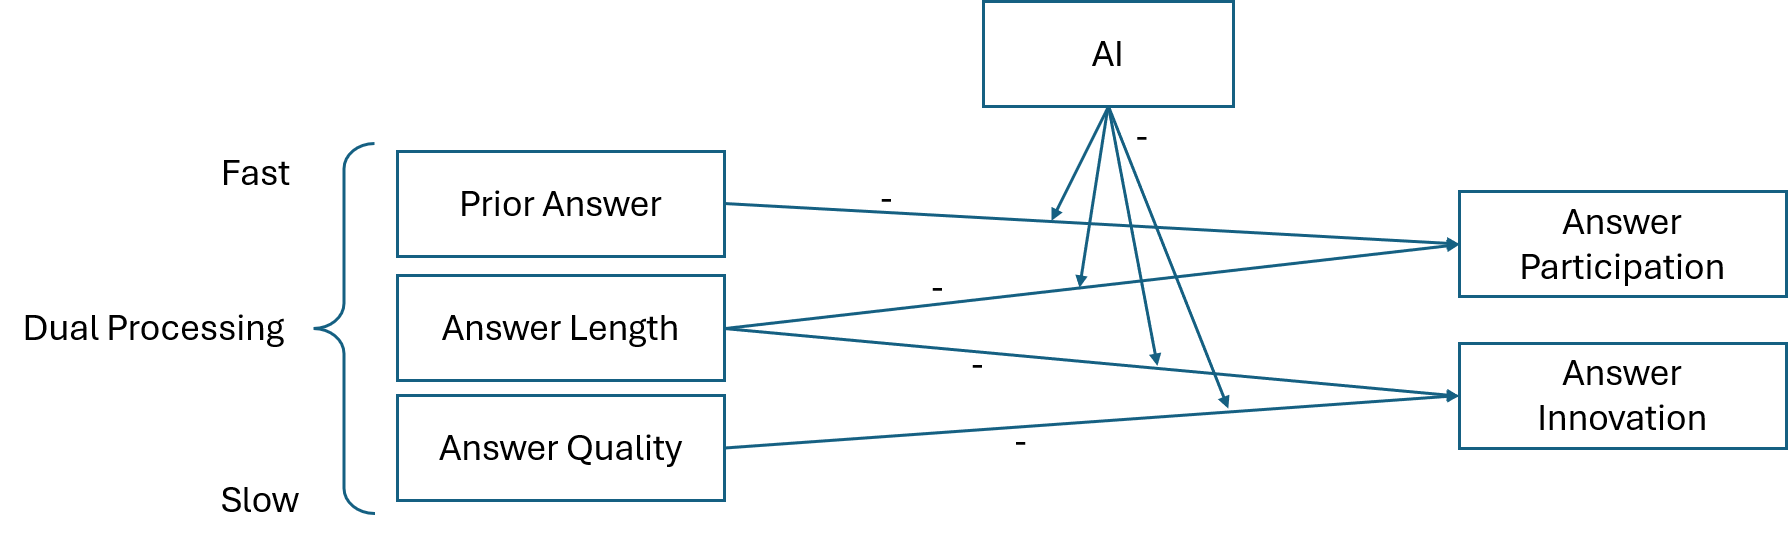 AI
-
Fast
Prior Answer
-
Answer
Participation
-
Dual Processing
Answer Length
-
Answer
Innovation
Answer Quality
-
Slow